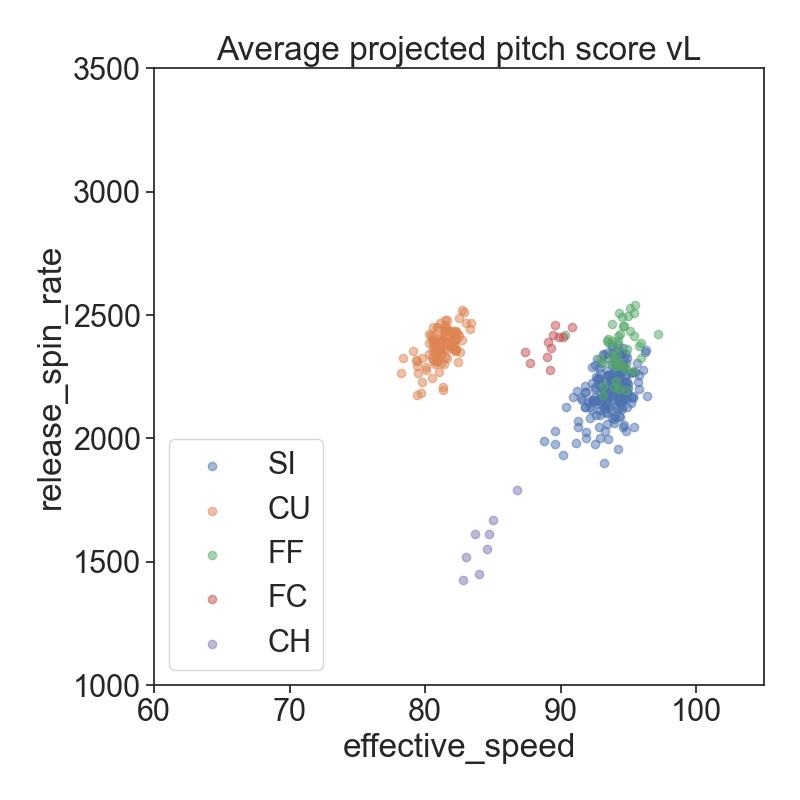 Average projected pitch score vL
3500
3000
2500
2000
1500
1000
release_spin_rate
SI
CU
FF
FC
CH
60
70
80
90
100
effective_speed